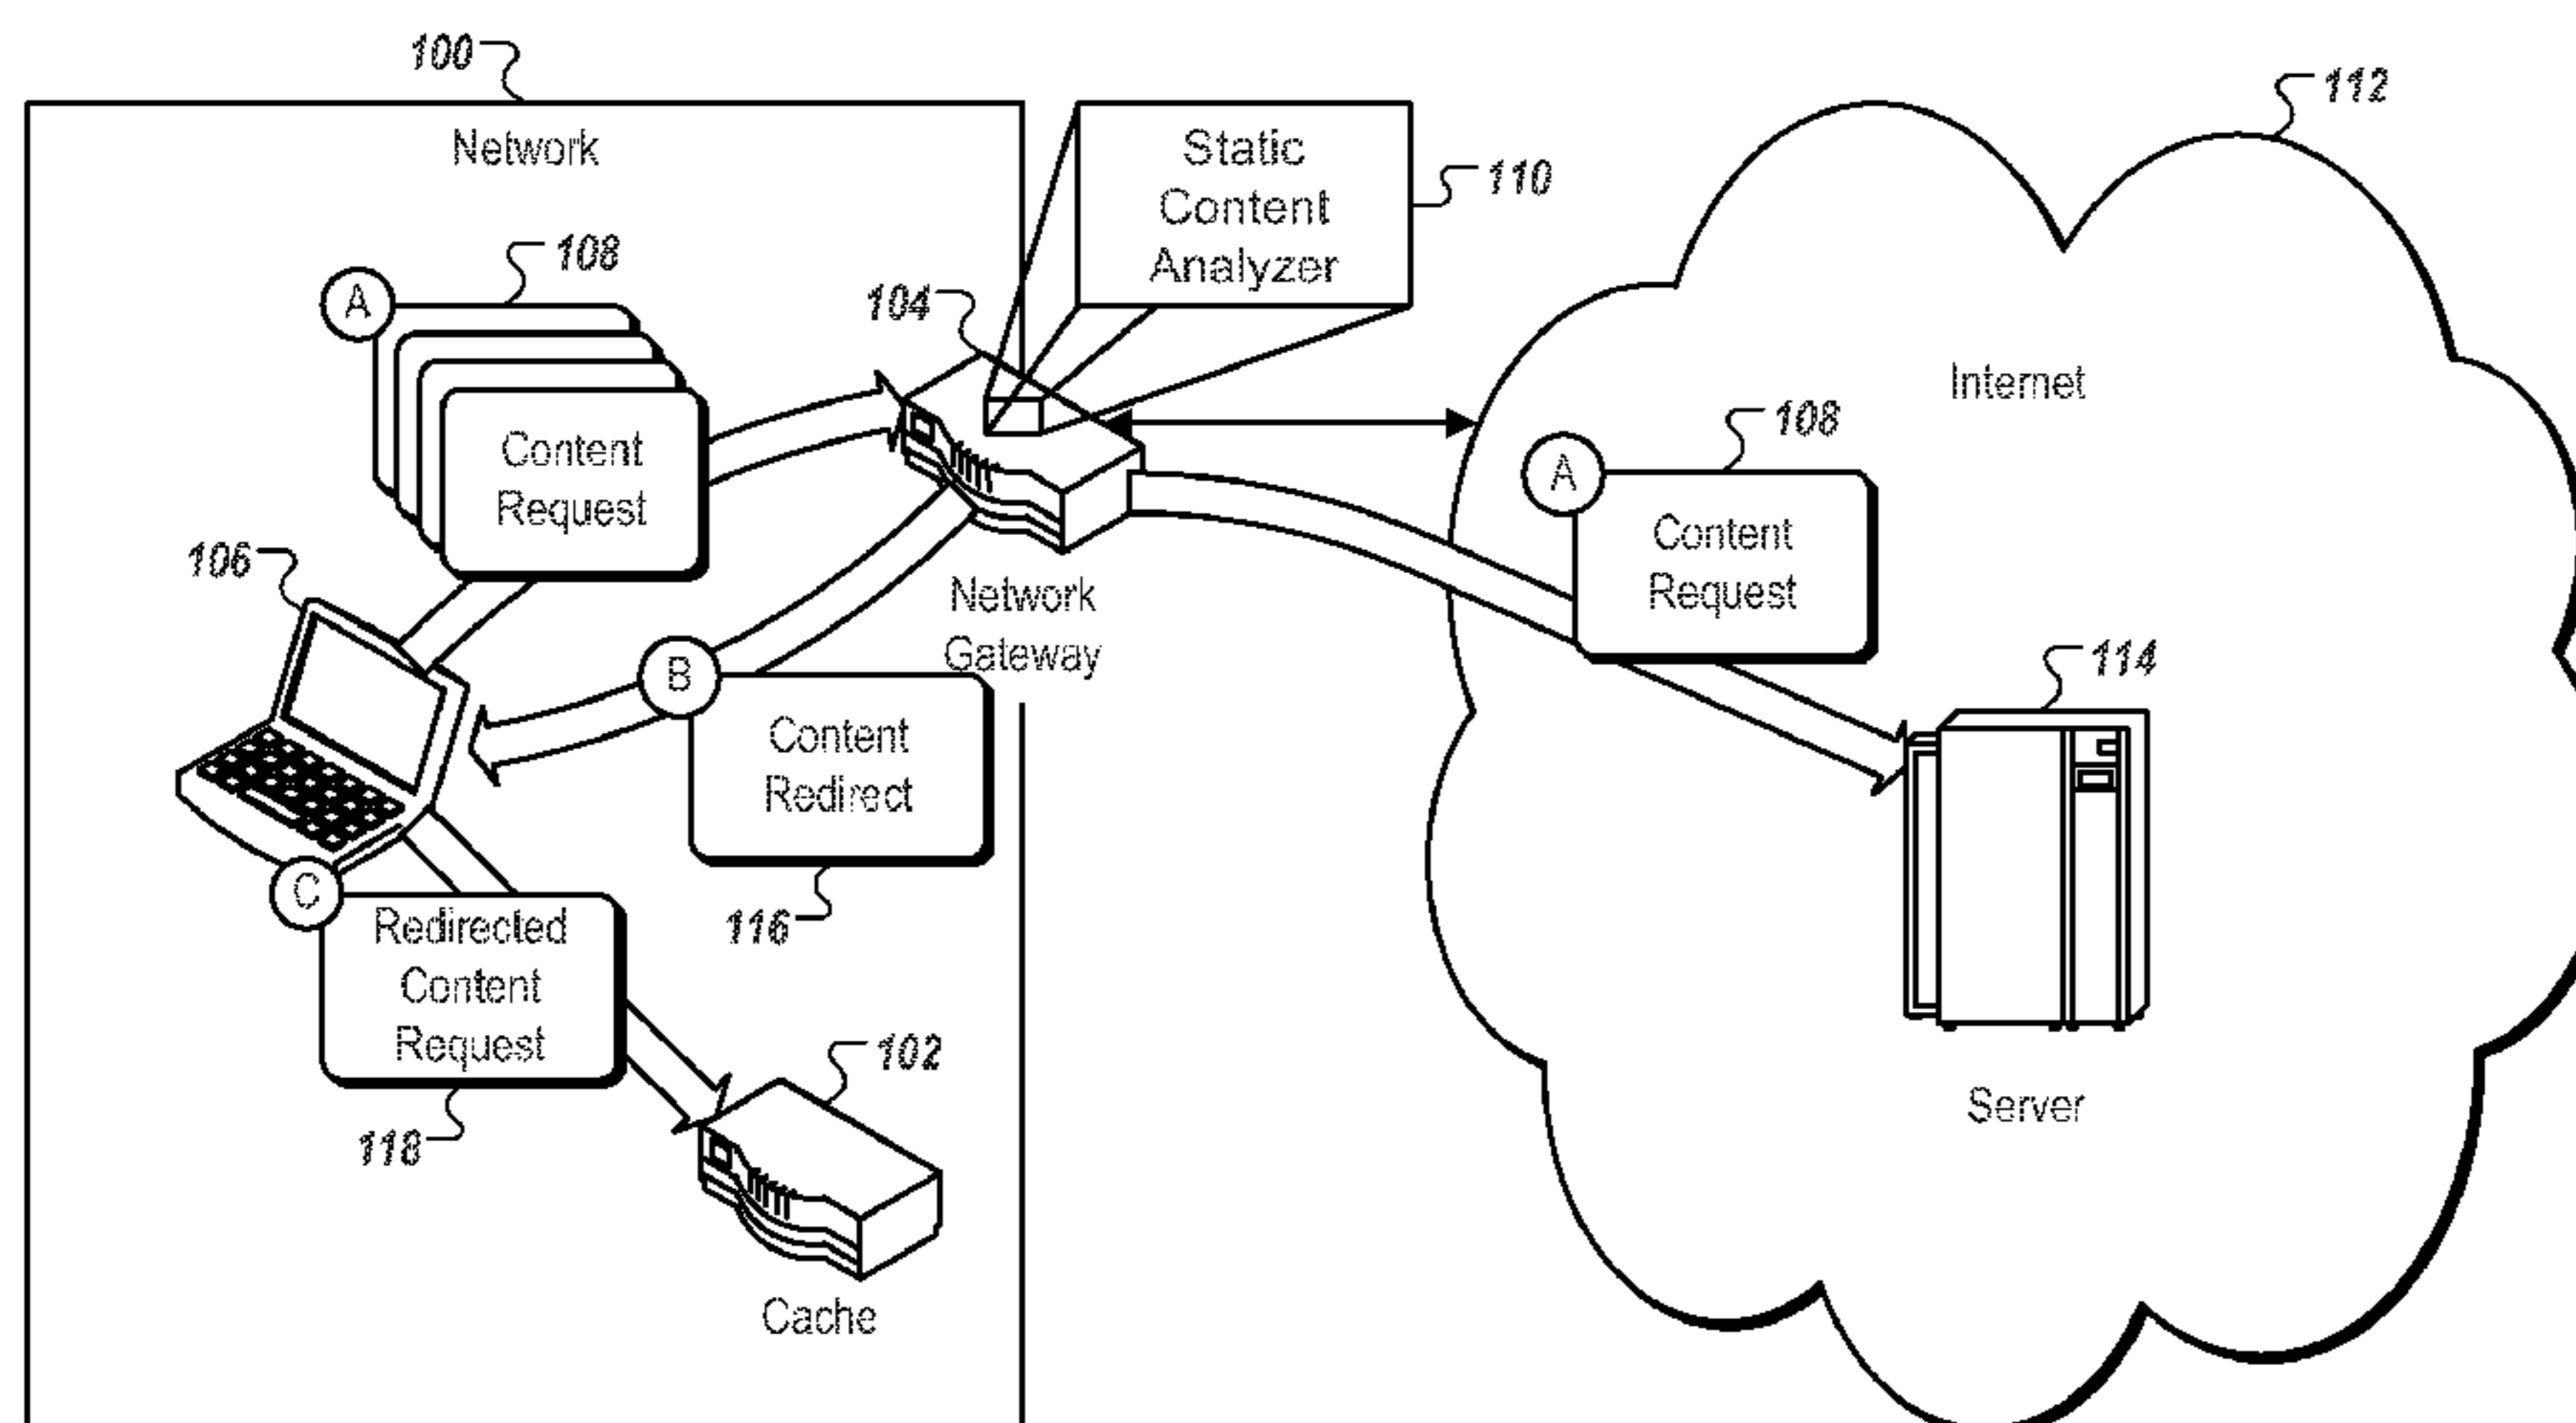 100
Network
112
Static
Content
Analyzer
110
108
A
104
Content
Request
Internet
108
A
Content
Request
106
Network
Gateway
B
Content
Redirect
114
116
C
Redirected
Content
Request
118
102
Cache
Server